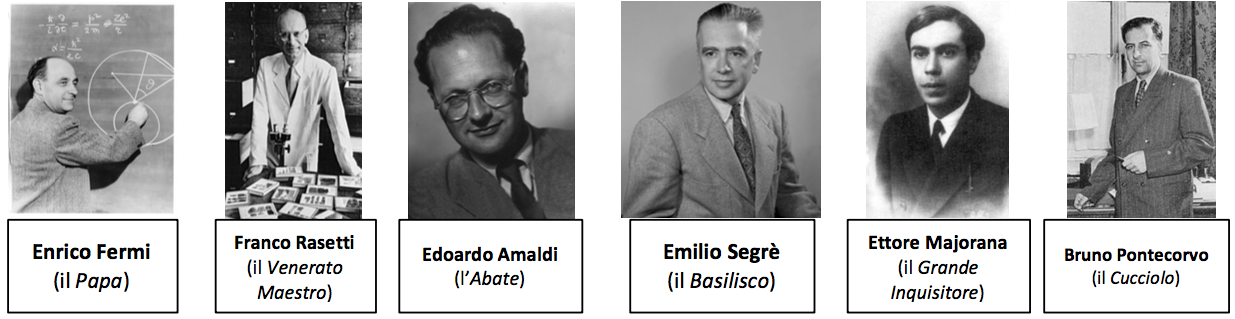 Enrico Fermi
(il Papa)
Franco Rasetti
(il Venerato
Maestro)
Edoardo Amaldi
(l'Abate)
Emilio Segrè
(il Basilisco)
Ettore Majorana
(il Grande
Inquisitore)
Bruno Pontecorvo
(il Cucciolo)